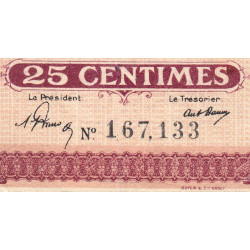 25 CENTIMES
Le Président Le Trésorier
No 167,133